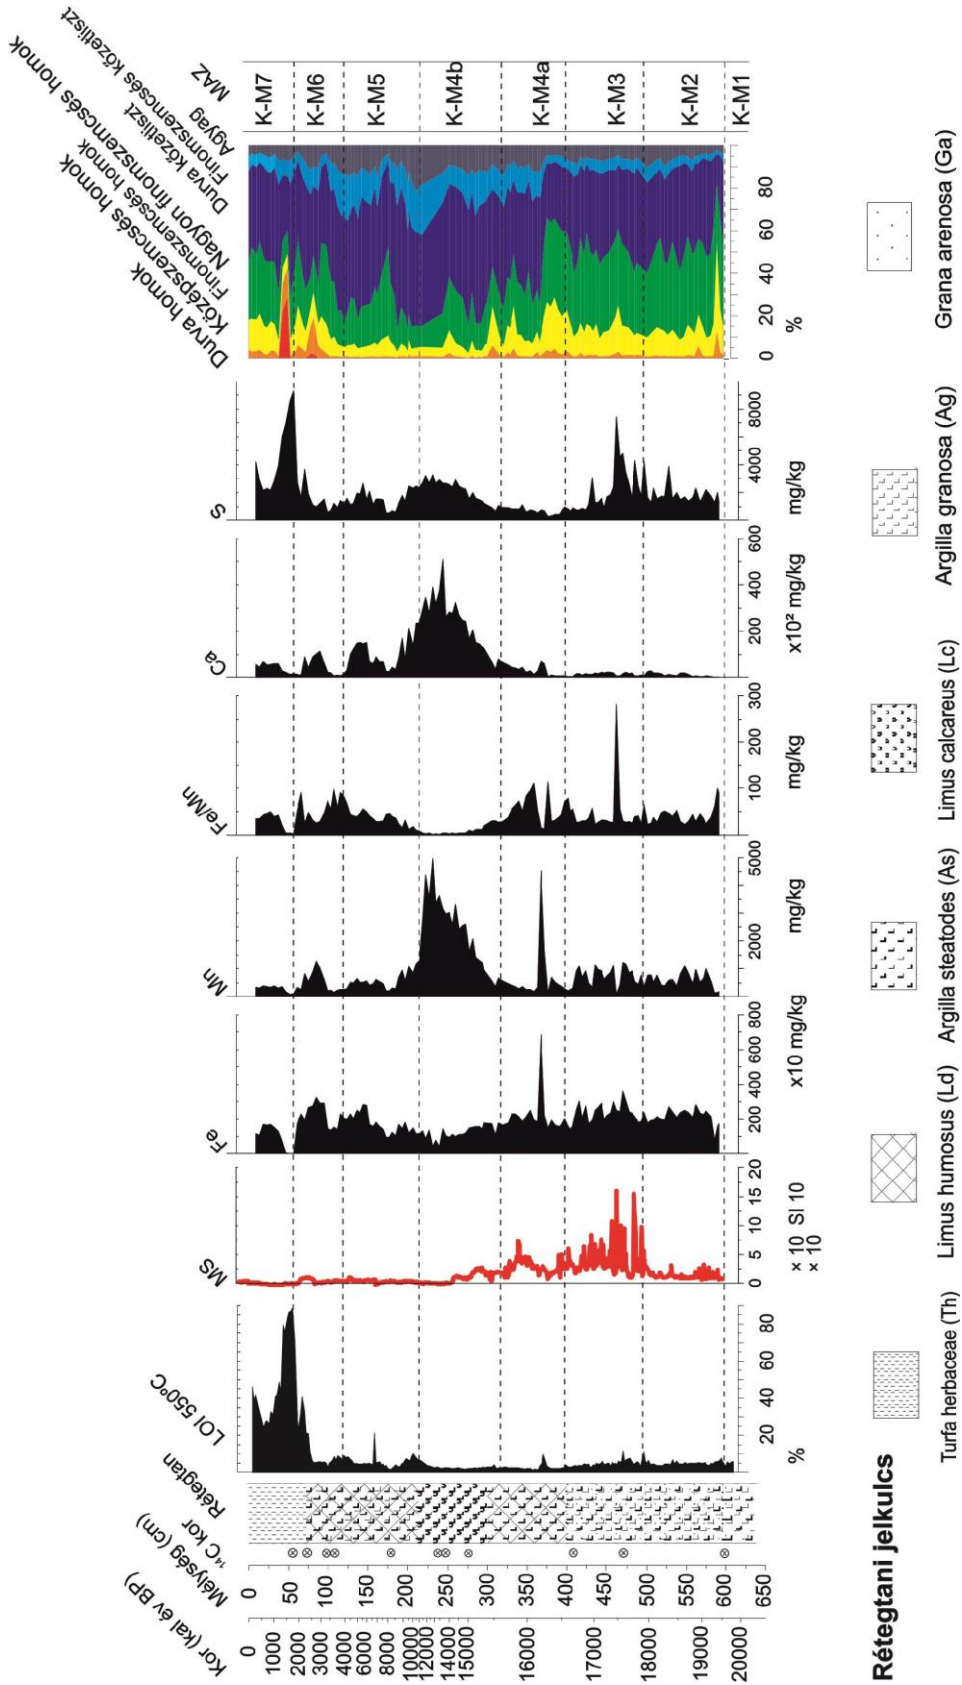 Kor (kal év BP)
Mélység (cm)
¹⁴C kor
Rétegtan
LOI 550°C
MS
Fe
Mn
Fe/Mn
Ca
S
Durva homok
Középszemcsés homok
Finomszemcsés homok
Nagyon finomszemcsés homok
Durva kőzetliszt
Finomszemcsés kőzetliszt
Agyag
MAZ
K-M7
K-M6
K-M5
K-M4b
K-M4a
K-M3
K-M2
K-M1
0 1000 2000 3000 4000 5000 6000 7000 8000 10000 12000 14000 15000 16000 17000 18000 19000 20000
0 50 100 150 200 250 300 350 400 450 500 550 600 650
20 40 60 80
%
0 5 10 15 20
× 10 SI 10
× 10
200 400 600 800
x10 mg/kg
2000 5000
mg/kg
100 200 300
mg/kg
200 400 600
x10² mg/kg
4000 8000
mg/kg
0 20 40 60 80
%
Rétegtani jelkulcs
Turfa herbaceae (Th)
Limus humosus (Ld)
Argilla steatodes (As)
Limus calcareus (Lc)
Argilla granosa (Ag)
Grana arenosa (Ga)